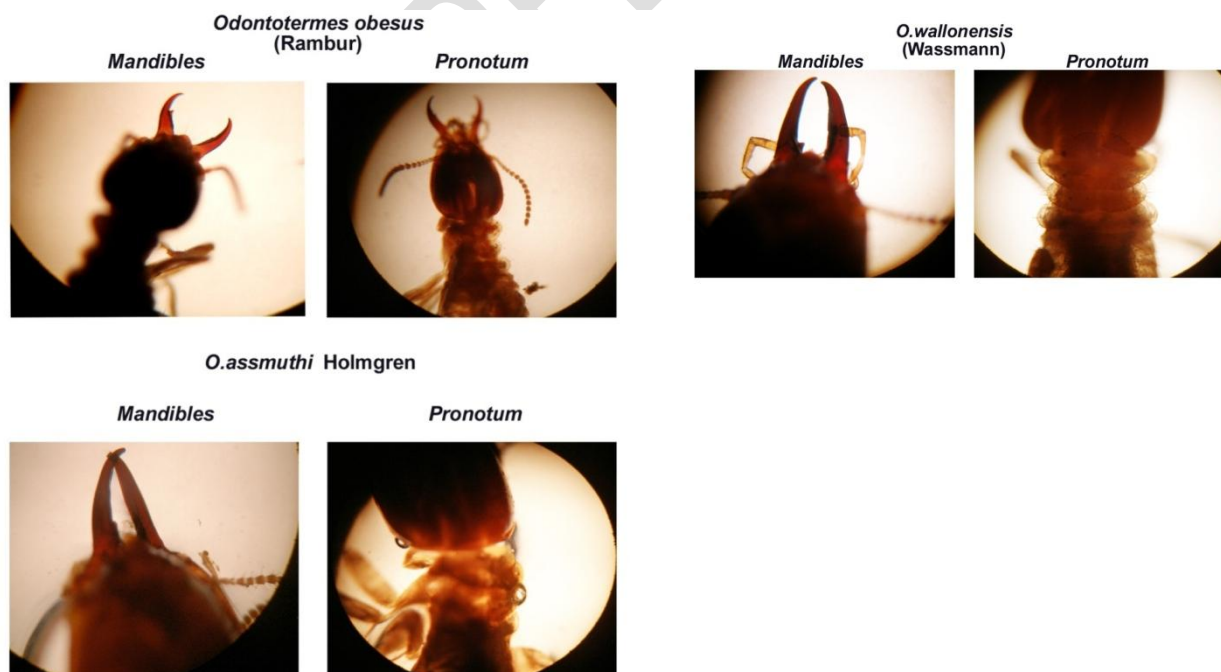 Odontotermes obesus
(Rambur)
Mandibles
Pronotum
O.wallonensis
(Wassmann)
Mandibles
Pronotum
O.assmuthi Holmgren
Mandibles
Pronotum